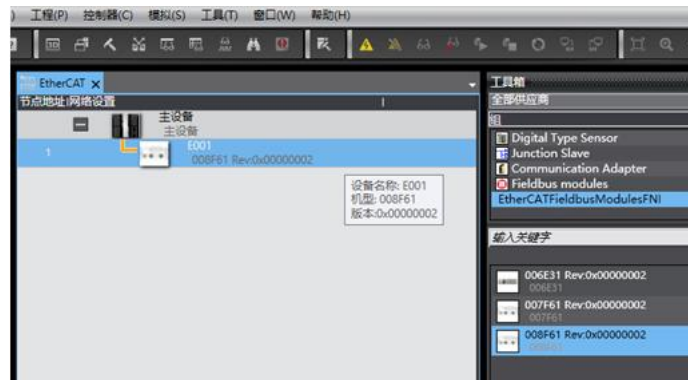 工程(P) 控制器(C) 模拟(S) 工具(T) 窗口(W) 帮助(H)
EtherCAT
节点地址|网络设置
主设备
主设备
1
E001
008F61 Rev:0x00000002
设备名称: E001
机型: 008F61
版本:0x00000002
工具箱
全部供应商
组
Digital Type Sensor
Junction Slave
Communication Adapter
Fieldbus modules
EtherCATFieldbusModulesFNI
输入关键字
006E31 Rev:0x00000002
006E31
007F61 Rev:0x00000002
007F61
008F61 Rev:0x00000002
008F61